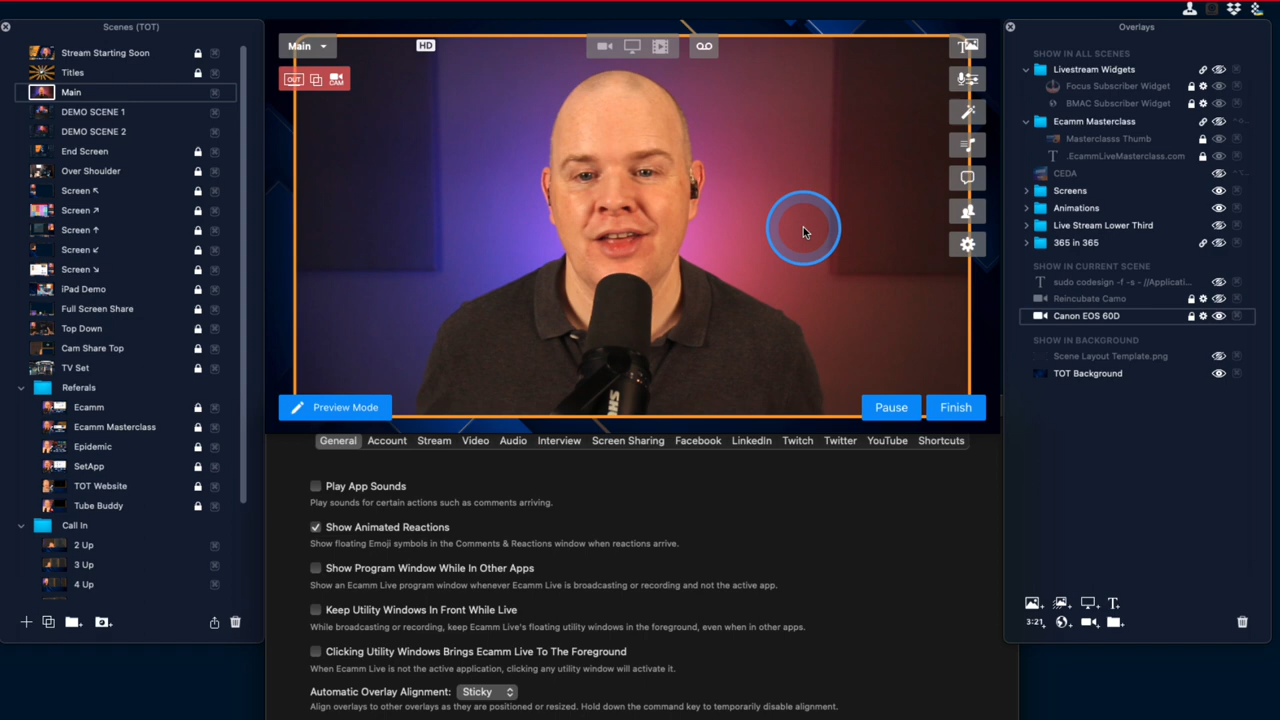 Scenes (TOT)
Stream Starting Soon
Titles
Main
DEMO SCENE 1
DEMO SCENE 2
End Screen
Over Shoulder
Screen ↖
Screen ↗
Screen ↑
Screen ↙
Screen ↘
iPad Demo
Full Screen Share
Top Down
Cam Share Top
TV Set
Referals
Ecamm
Ecamm Masterclass
Epidemic
SetApp
TOT Website
Tube Buddy
Call In
2 Up
3 Up
4 Up
Main
HD
OUT
CAM
Preview Mode
Pause
Finish
General Account Stream Video Audio Interview Screen Sharing Facebook LinkedIn Twitch Twitter YouTube Shortcuts
Play App Sounds
Play sounds for certain actions such as comments arriving.
Show Animated Reactions
Show floating Emoji symbols in the Comments & Reactions window when reactions arrive.
Show Program Window While In Other Apps
Show an Ecamm Live program window whenever Ecamm Live is broadcasting or recording and not the active app.
Keep Utility Windows In Front While Live
While broadcasting or recording, keep Ecamm Live's floating utility windows in the foreground, even when in other apps.
Clicking Utility Windows Brings Ecamm Live To The Foreground
When Ecamm Live is not the active application, clicking any utility window will activate it.
Automatic Overlay Alignment: Sticky
Align overlays to other overlays as they are positioned or resized. Hold down the command key to temporarily disable alignment.
Overlays
SHOW IN ALL SCENES
Livestream Widgets
Focus Subscriber Widget
BMAC Subscriber Widget
Ecamm Masterclass
Masterclasss Thumb
.EcammLiveMasterclass.com
CEDA
Screens
Animations
Live Stream Lower Third
365 in 365
SHOW IN CURRENT SCENE
sudo codesign -f -s - //Applicati...
Reincubate Camo
Canon EOS 60D
SHOW IN BACKGROUND
Scene Layout Template.png
TOT Background
3:21